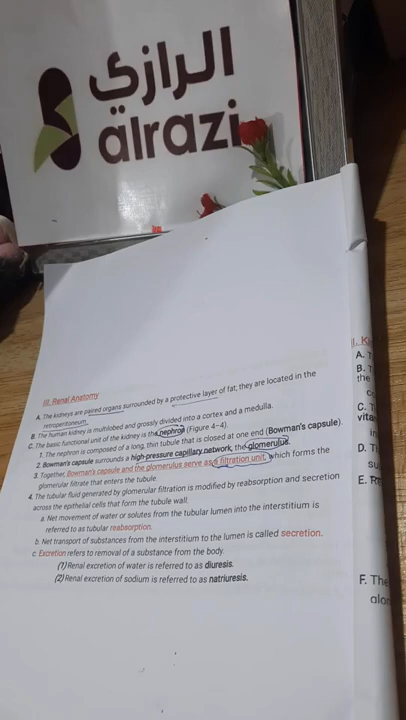 الرازي
alrazi
III. Renal Anatomy
A. The kidneys are paired organs surrounded by a protective layer of fat; they are located in the
retroperitoneum.
B. The human kidney is multilobed and grossly divided into a cortex and a medulla.
C. The basic functional unit of the kidney is the nephron (Figure 4–4).
1. The nephron is composed of a long, thin tubule that is closed at one end (Bowman's capsule).
2. Bowman's capsule surrounds a high-pressure capillary network, the glomerulus.
3. Together, Bowman's capsule and the glomerulus serve as a filtration unit, which forms the
glomerular filtrate that enters the tubule.
4. The tubular fluid generated by glomerular filtration is modified by reabsorption and secretion
across the epithelial cells that form the tubule wall.
a. Net movement of water or solutes from the tubular lumen into the interstitium is
referred to as tubular reabsorption.
b. Net transport of substances from the interstitium to the lumen is called secretion.
c. Excretion refers to removal of a substance from the body.
(1) Renal excretion of water is referred to as diuresis.
(2) Renal excretion of sodium is referred to as natriuresis.
A.
B.
the
C.
vita
in
D.
su
E.
F. The